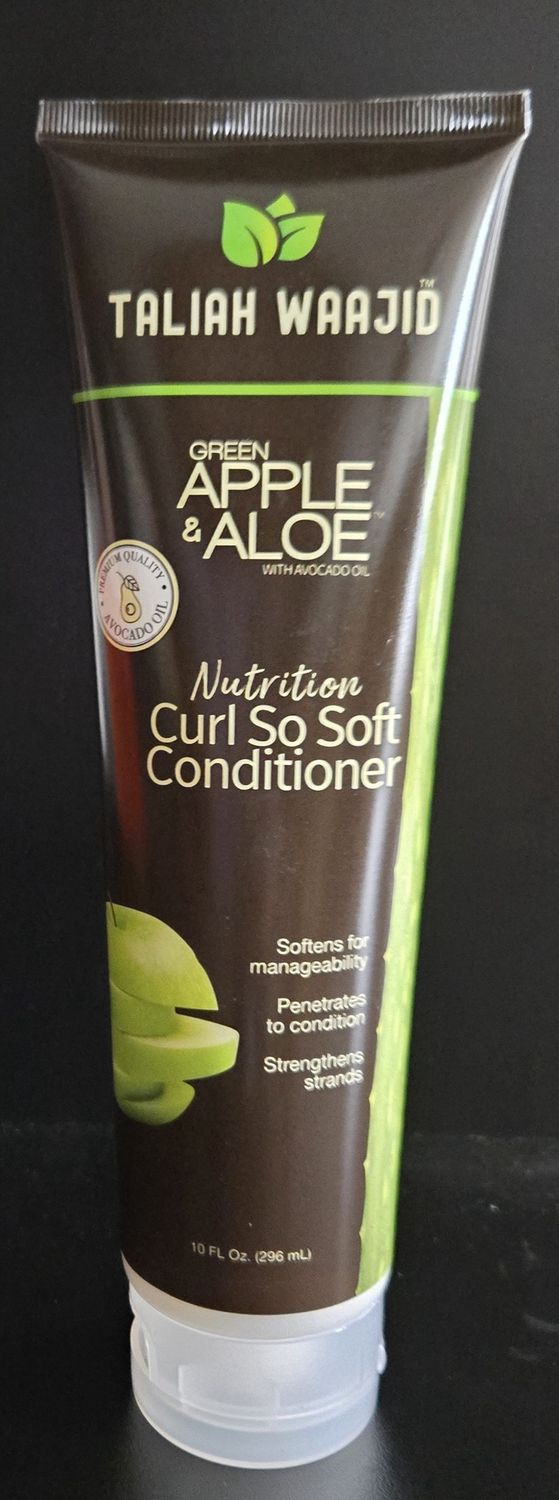 TALIAH WAAJID™
GREEN
APPLE
& ALOE™
WITH AVOCADO OIL
• PREMIUM QUALITY •
AVOCADO OIL
Nutrition
Curl So Soft
Conditioner
Softens for
manageability
Penetrates
to condition
Strengthens
strands
10 FL Oz. (296 mL)